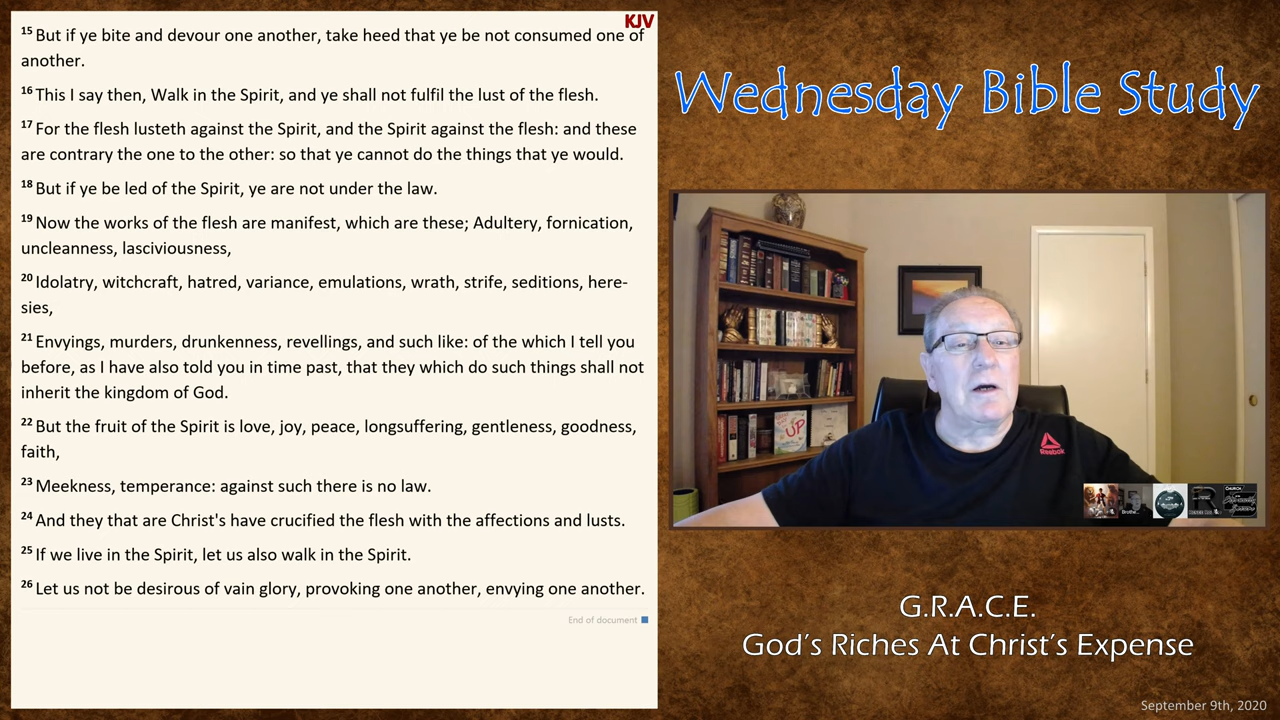 KJV
15 But if ye bite and devour one another, take heed that ye be not consumed one of
another.
16 This I say then, Walk in the Spirit, and ye shall not fulfil the lust of the flesh.
17 For the flesh lusteth against the Spirit, and the Spirit against the flesh: and these
are contrary the one to the other: so that ye cannot do the things that ye would.
18 But if ye be led of the Spirit, ye are not under the law.
19 Now the works of the flesh are manifest, which are these; Adultery, fornication,
uncleanness, lasciviousness,
20 Idolatry, witchcraft, hatred, variance, emulations, wrath, strife, seditions, here-
sies,
21 Envyings, murders, drunkenness, revellings, and such like: of the which I tell you
before, as I have also told you in time past, that they which do such things shall not
inherit the kingdom of God.
22 But the fruit of the Spirit is love, joy, peace, longsuffering, gentleness, goodness,
faith,
23 Meekness, temperance: against such there is no law.
24 And they that are Christ's have crucified the flesh with the affections and lusts.
25 If we live in the Spirit, let us also walk in the Spirit.
26 Let us not be desirous of vain glory, provoking one another, envying one another.
End of document
Wednesday Bible Study
UP
Reebok
Brothe...
CHURCH
G.R.A.C.E.
God's Riches At Christ's Expense
September 9th, 2020